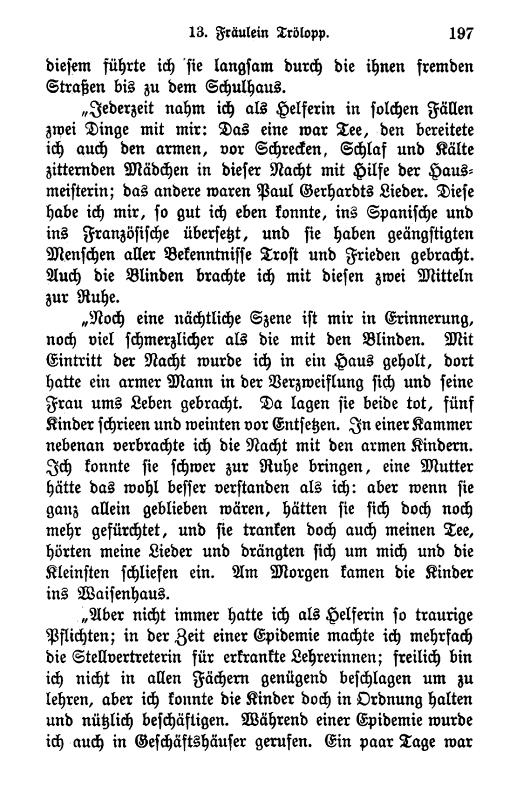 13. Fräulein Trölopp. 197
diesem führte ich sie langsam durch die ihnen fremden
Straßen bis zu dem Schulhaus.
„Jederzeit nahm ich als Helferin in solchen Fällen
zwei Dinge mit mir: Das eine war Tee, den bereitete
ich auch den armen, vor Schrecken, Schlaf und Kälte
zitternden Mädchen in dieser Nacht mit Hilfe der Haus-
meisterin; das andere waren Paul Gerhardts Lieder. Diese
habe ich mir, so gut ich eben konnte, ins Spanische und
ins Französische übersetzt, und sie haben geängstigten
Menschen aller Bekenntnisse Trost und Frieden gebracht.
Auch die Blinden brachte ich mit diesen zwei Mitteln
zur Ruhe.
„Noch eine nächtliche Szene ist mir in Erinnerung,
noch viel schmerzlicher als die mit den Blinden. Mit
Eintritt der Nacht wurde ich in ein Haus geholt, dort
hatte ein armer Mann in der Verzweiflung sich und seine
Frau ums Leben gebracht. Da lagen sie beide tot, fünf
Kinder schrieen und weinten vor Entsetzen. In einer Kammer
nebenan verbrachte ich die Nacht mit den armen Kindern.
Ich konnte sie schwer zur Ruhe bringen, eine Mutter
hätte das wohl besser verstanden als ich: aber wenn sie
ganz allein geblieben wären, hätten sie sich doch noch
mehr gefürchtet, und sie tranken doch auch meinen Tee,
hörten meine Lieder und drängten sich um mich und die
Kleinsten schliefen ein. Am Morgen kamen die Kinder
ins Waisenhaus.
„Aber nicht immer hatte ich als Helferin so traurige
Pflichten; in der Zeit einer Epidemie machte ich mehrfach
die Stellvertreterin für erkrankte Lehrerinnen; freilich bin
ich nicht in allen Fächern genügend beschlagen um zu
lehren, aber ich konnte die Kinder doch in Ordnung halten
und nützlich beschäftigen. Während einer Epidemie wurde
ich auch in Geschäftshäuser gerufen. Ein paar Tage war